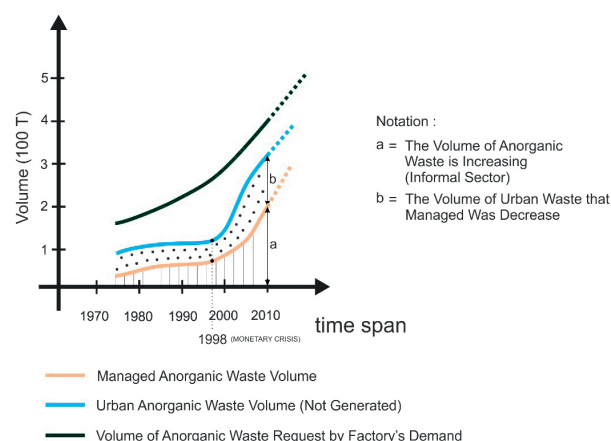 Volume (100 T)
5
4
3
2
1
b
a
1970 1980 1990 2000 2010
time span
1998 (MONETARY CRISIS)
Notation :
a = The Volume of Anorganic
Waste is Increasing
(Informal Sector)
b = The Volume of Urban Waste that
Managed Was Decrease
Managed Anorganic Waste Volume
Urban Anorganic Waste Volume (Not Generated)
Volume of Anorganic Waste Request by Factory's Demand